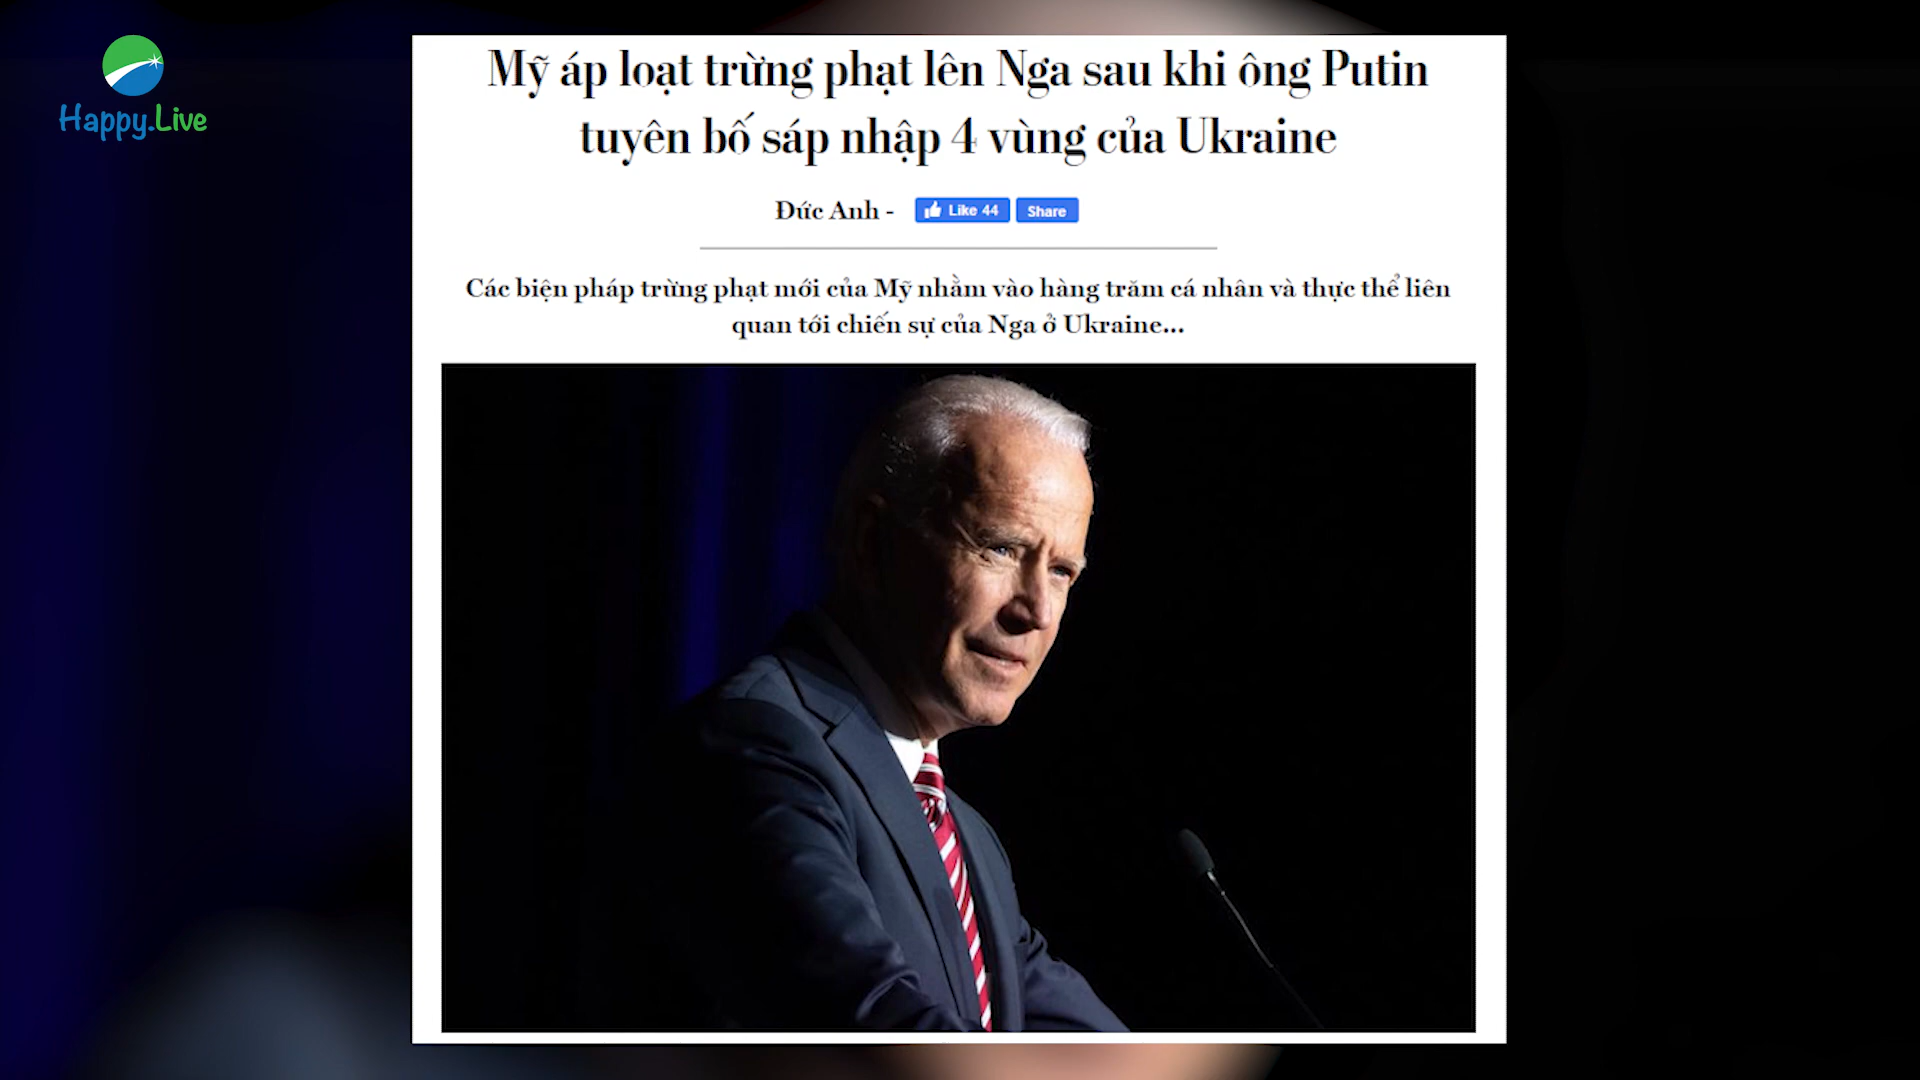 Happy.Live
Mỹ áp loạt trừng phạt lên Nga sau khi ông Putin
tuyên bố sáp nhập 4 vùng của Ukraine
Đức Anh -
Like 44
Share
Các biện pháp trừng phạt mới của Mỹ nhằm vào hàng trăm cá nhân và thực thể liên
quan tới chiến sự của Nga ở Ukraine...